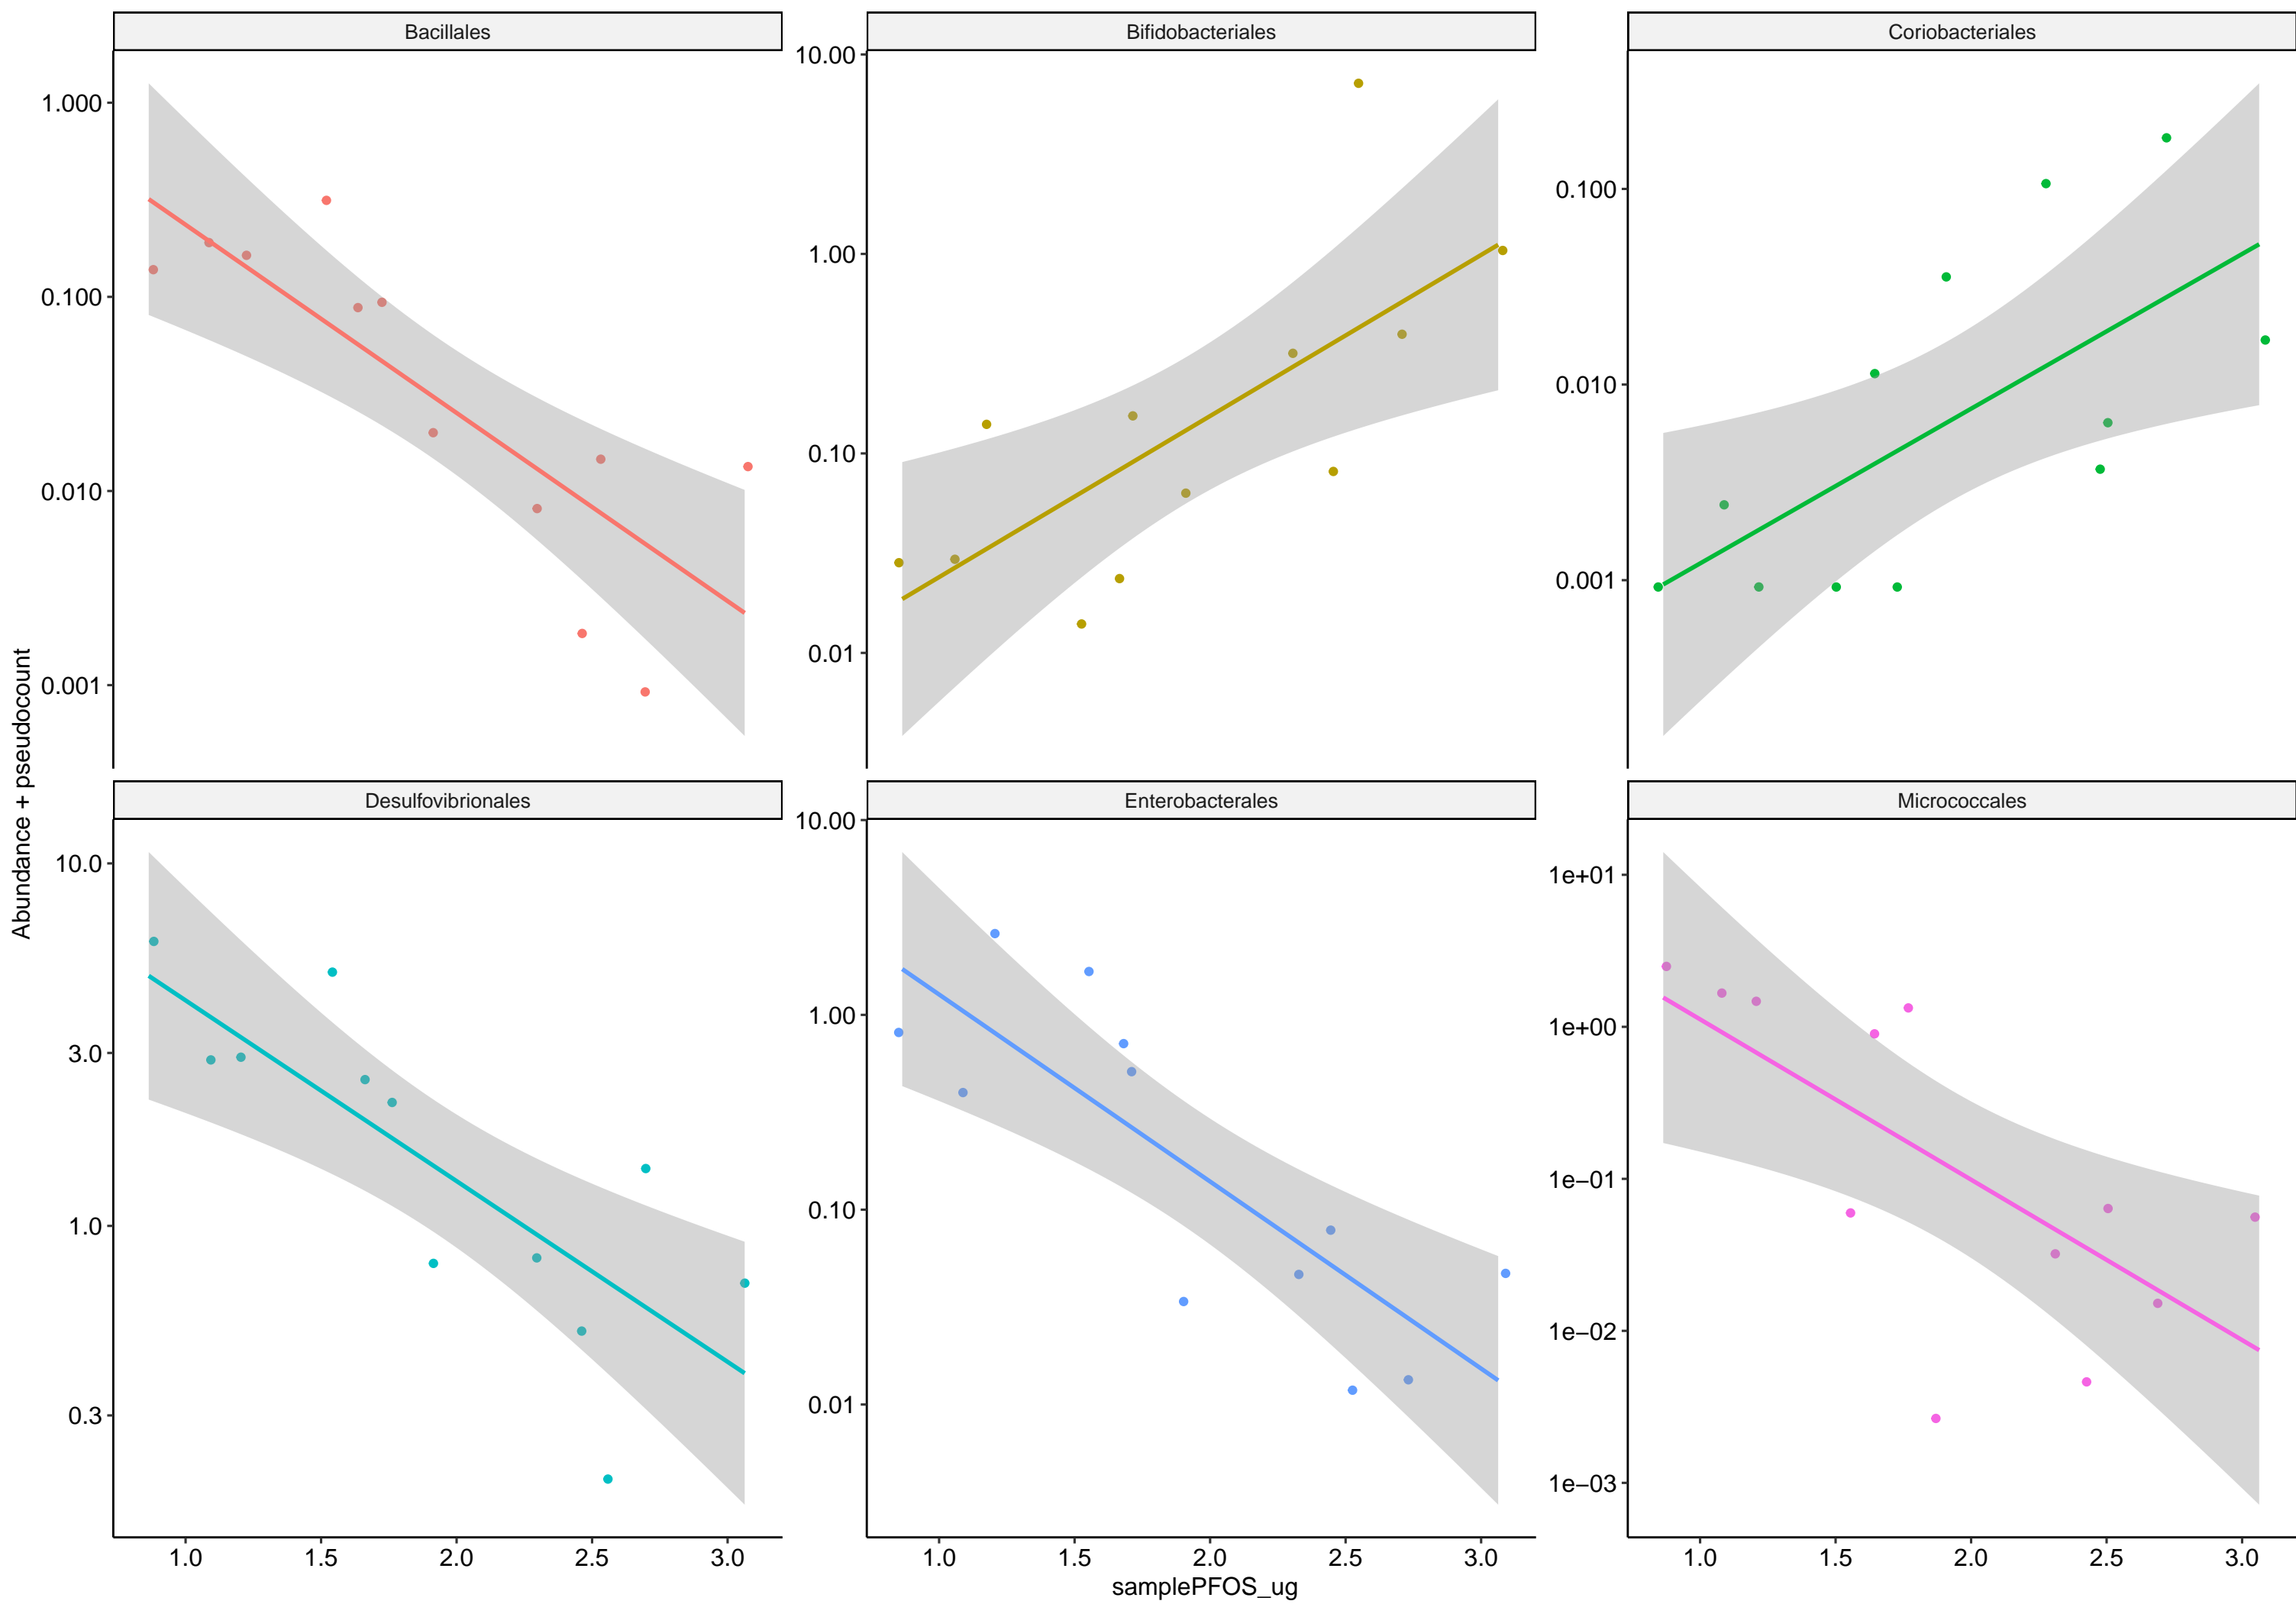 Bacillales
Bifidobacteriales
Coriobacteriales
1.000
0.100
0.010
0.001
10.00
1.00
0.10
0.01
0.100
0.010
0.001
Abundance + pseudocount
Desulfovibrionales
Enterobacterales
Micrococcales
10.0
3.0
1.0
0.3
10.00
1.00
0.10
0.01
1e+01
1e+00
1e−01
1e−02
1e−03
1.0 1.5 2.0 2.5 3.0
1.0 1.5 2.0 2.5 3.0
1.0 1.5 2.0 2.5 3.0
samplePFOS_ug